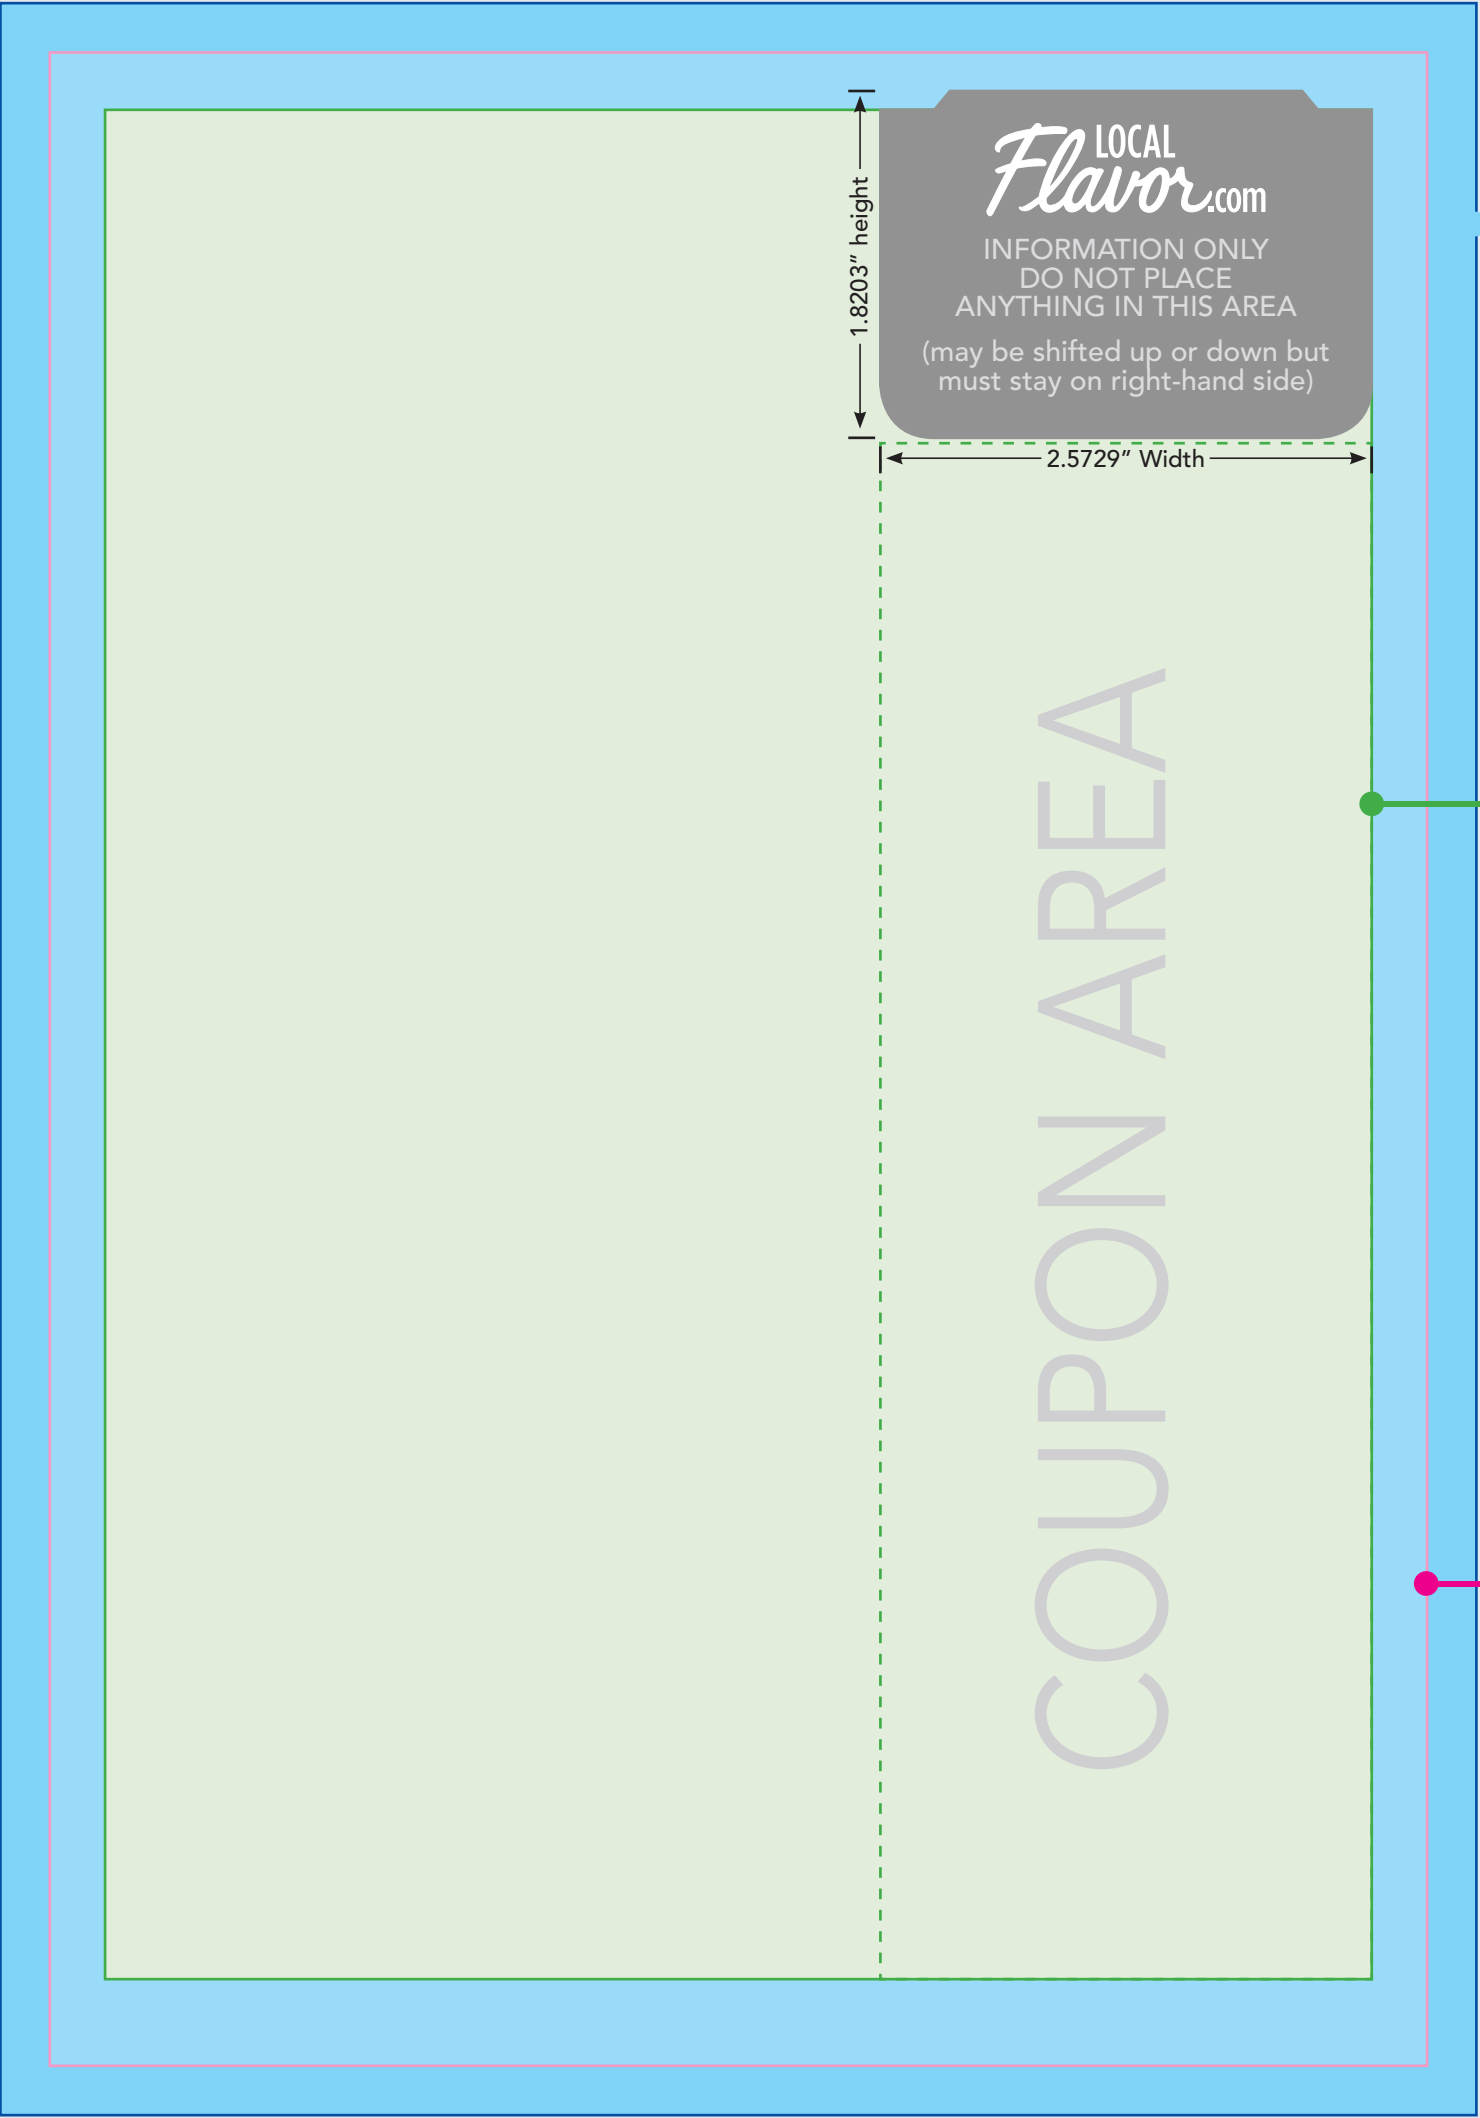 LOCAL
Flavor.com
INFORMATION ONLY
DO NOT PLACE
ANYTHING IN THIS AREA
(may be shifted up or down but
must stay on right-hand side)
1.8203” height
2.5729” Width
COUPON AREA